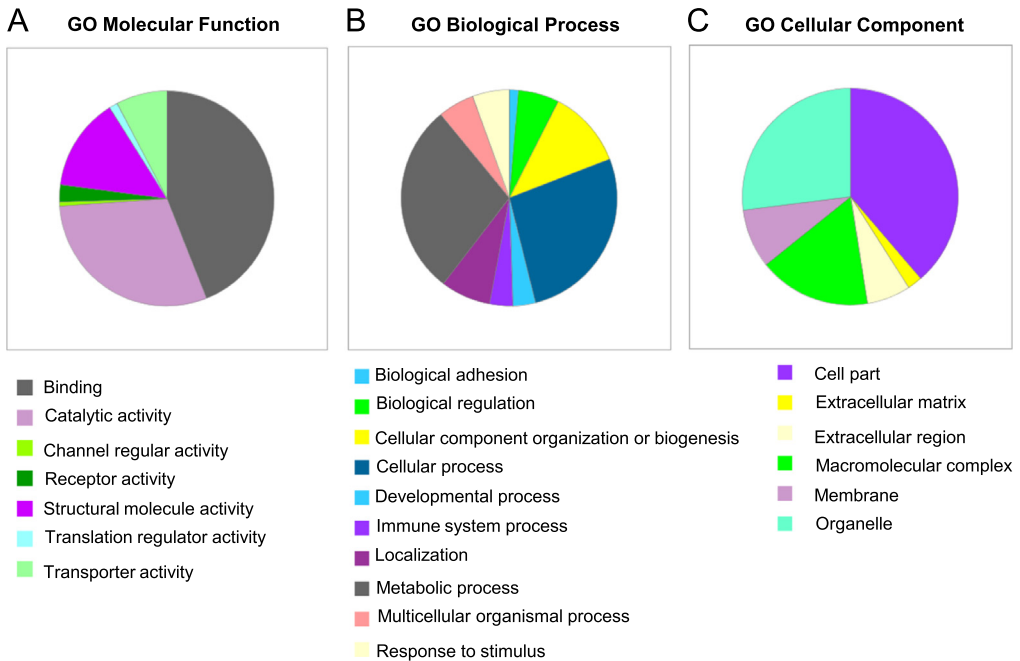 A
GO Molecular Function
B
GO Biological Process
C
GO Cellular Component
Binding
Catalytic activity
Channel regular activity
Receptor activity
Structural molecule activity
Translation regulator activity
Transporter activity
Biological adhesion
Biological regulation
Cellular component organization or biogenesis
Cellular process
Developmental process
Immune system process
Localization
Metabolic process
Multicellular organismal process
Response to stimulus
Cell part
Extracellular matrix
Extracellular region
Macromolecular complex
Membrane
Organelle